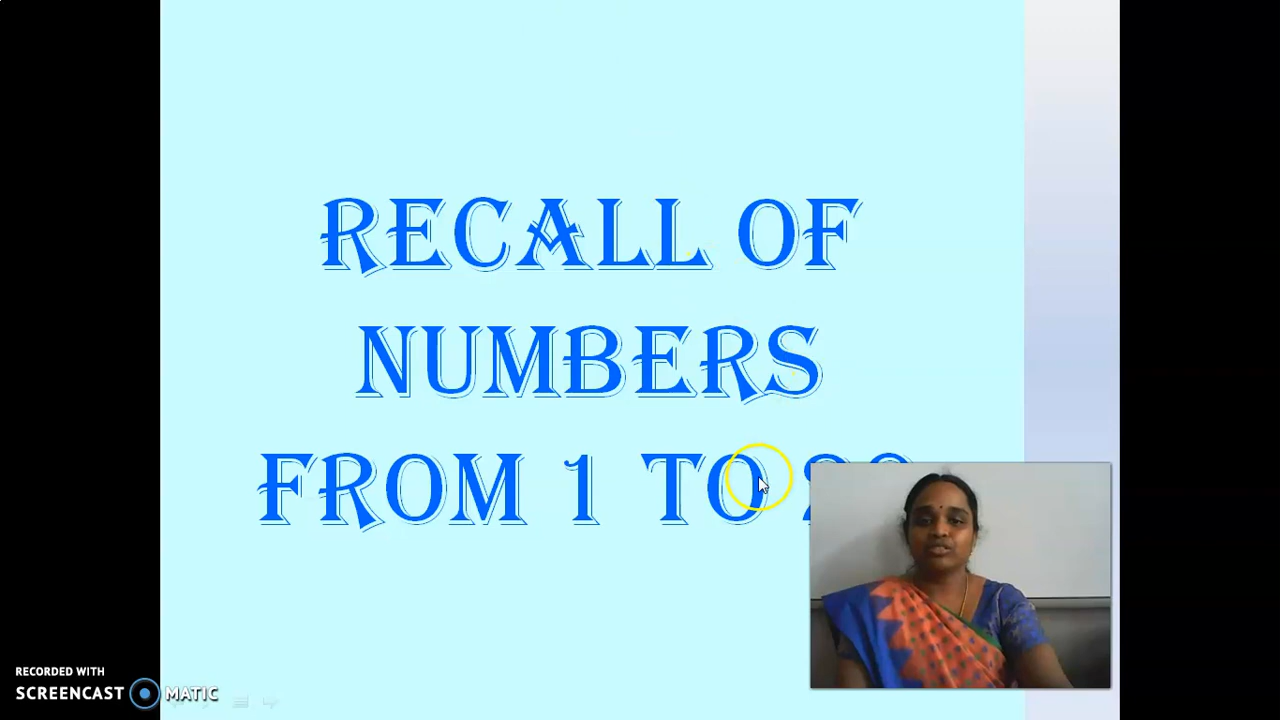 RECALL OF
NUMBERS
FROM 1 TO
RECORDED WITH
SCREENCAST MATIC